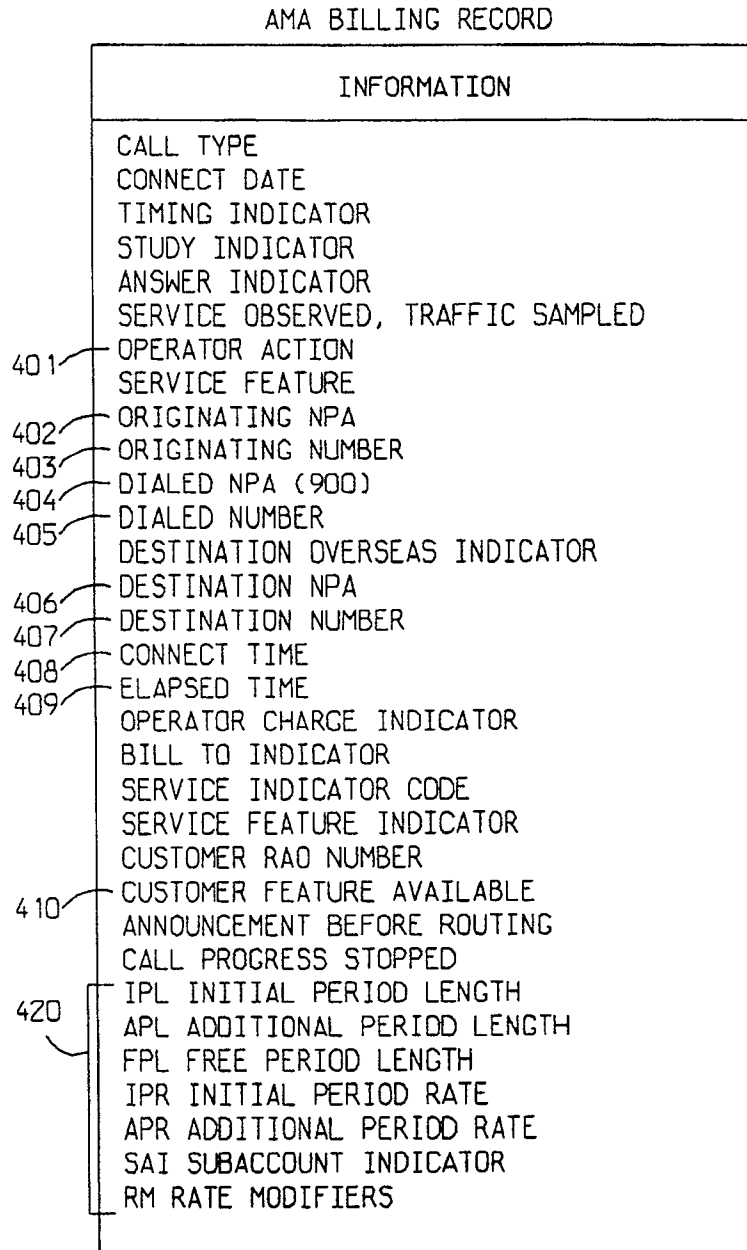 AMA BILLING RECORD
INFORMATION
CALL TYPE
CONNECT DATE
TIMING INDICATOR
STUDY INDICATOR
ANSWER INDICATOR
SERVICE OBSERVED, TRAFFIC SAMPLED
401 OPERATOR ACTION
SERVICE FEATURE
402 ORIGINATING NPA
403 ORIGINATING NUMBER
404 DIALED NPA (900)
405 DIALED NUMBER
DESTINATION OVERSEAS INDICATOR
406 DESTINATION NPA
407 DESTINATION NUMBER
408 CONNECT TIME
409 ELAPSED TIME
OPERATOR CHARGE INDICATOR
BILL TO INDICATOR
SERVICE INDICATOR CODE
SERVICE FEATURE INDICATOR
CUSTOMER RAO NUMBER
410 CUSTOMER FEATURE AVAILABLE
ANNOUNCEMENT BEFORE ROUTING
CALL PROGRESS STOPPED
420 IPL INITIAL PERIOD LENGTH
APL ADDITIONAL PERIOD LENGTH
FPL FREE PERIOD LENGTH
IPR INITIAL PERIOD RATE
APR ADDITIONAL PERIOD RATE
SAI SUBACCOUNT INDICATOR
RM RATE MODIFIERS